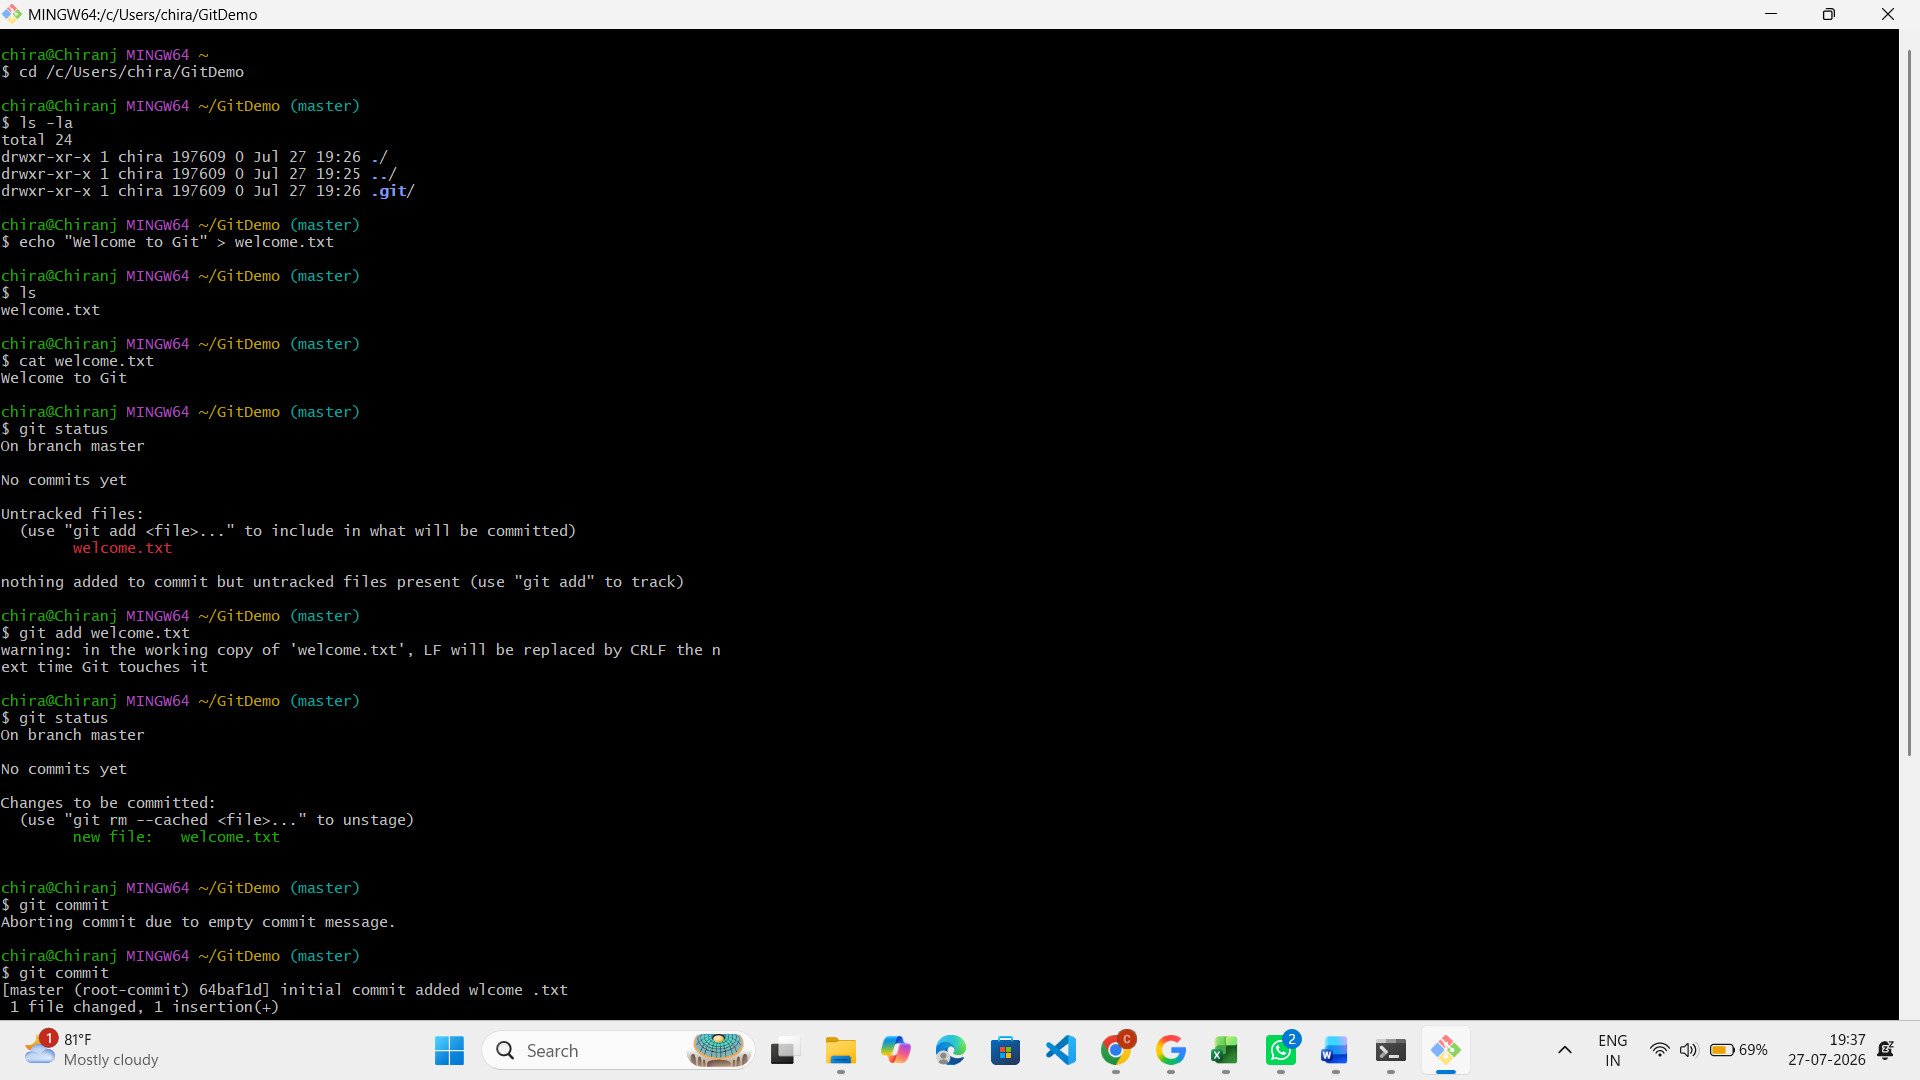 MINGW64:/c/Users/chira/GitDemo
chira@Chiranj MINGW64 ~
$ cd /c/Users/chira/GitDemo
chira@Chiranj MINGW64 ~/GitDemo (master)
$ ls -la
total 24
drwxr-xr-x 1 chira 197609 0 Jul 27 19:26 ./
drwxr-xr-x 1 chira 197609 0 Jul 27 19:25 ../
drwxr-xr-x 1 chira 197609 0 Jul 27 19:26 .git/
chira@Chiranj MINGW64 ~/GitDemo (master)
$ echo "Welcome to Git" > welcome.txt
chira@Chiranj MINGW64 ~/GitDemo (master)
$ ls
welcome.txt
chira@Chiranj MINGW64 ~/GitDemo (master)
$ cat welcome.txt
Welcome to Git
chira@Chiranj MINGW64 ~/GitDemo (master)
$ git status
On branch master
No commits yet
Untracked files:
(use "git add <file>..." to include in what will be committed)
welcome.txt
nothing added to commit but untracked files present (use "git add" to track)
chira@Chiranj MINGW64 ~/GitDemo (master)
$ git add welcome.txt
warning: in the working copy of 'welcome.txt', LF will be replaced by CRLF the n
ext time Git touches it
chira@Chiranj MINGW64 ~/GitDemo (master)
$ git status
On branch master
No commits yet
Changes to be committed:
(use "git rm --cached <file>..." to unstage)
new file:   welcome.txt
chira@Chiranj MINGW64 ~/GitDemo (master)
$ git commit
Aborting commit due to empty commit message.
chira@Chiranj MINGW64 ~/GitDemo (master)
$ git commit
[master (root-commit) 64baf1d] initial commit added wlcome .txt
1 file changed, 1 insertion(+)
1
81°F
Mostly cloudy
Search
C
2
ENG
IN
69%
19:37
27-07-2026